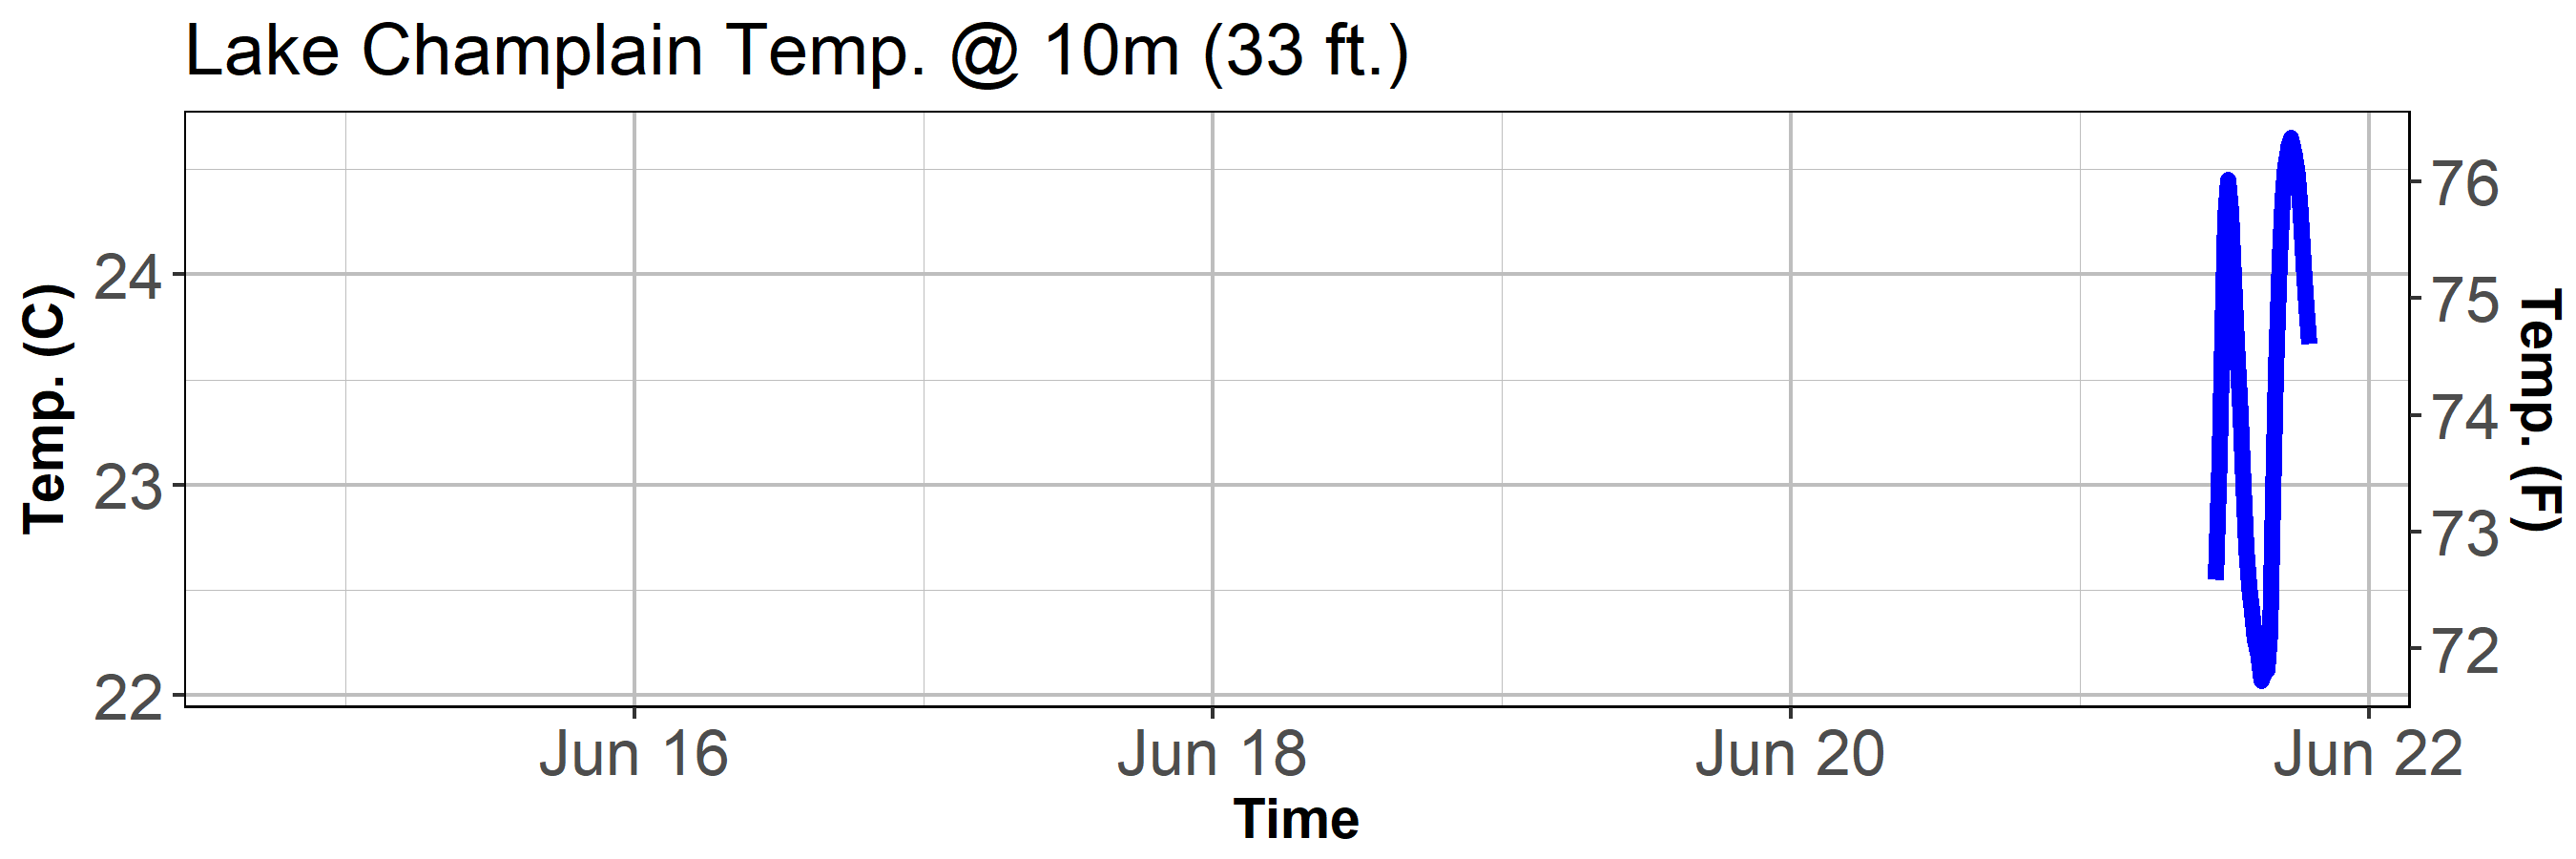 Lake Champlain Temp. @ 10m (33 ft.)
Temp. (C)
24
23
22
76
75
74
73
72
Temp. (F)
Jun 16 Jun 18 Jun 20 Jun 22
Time